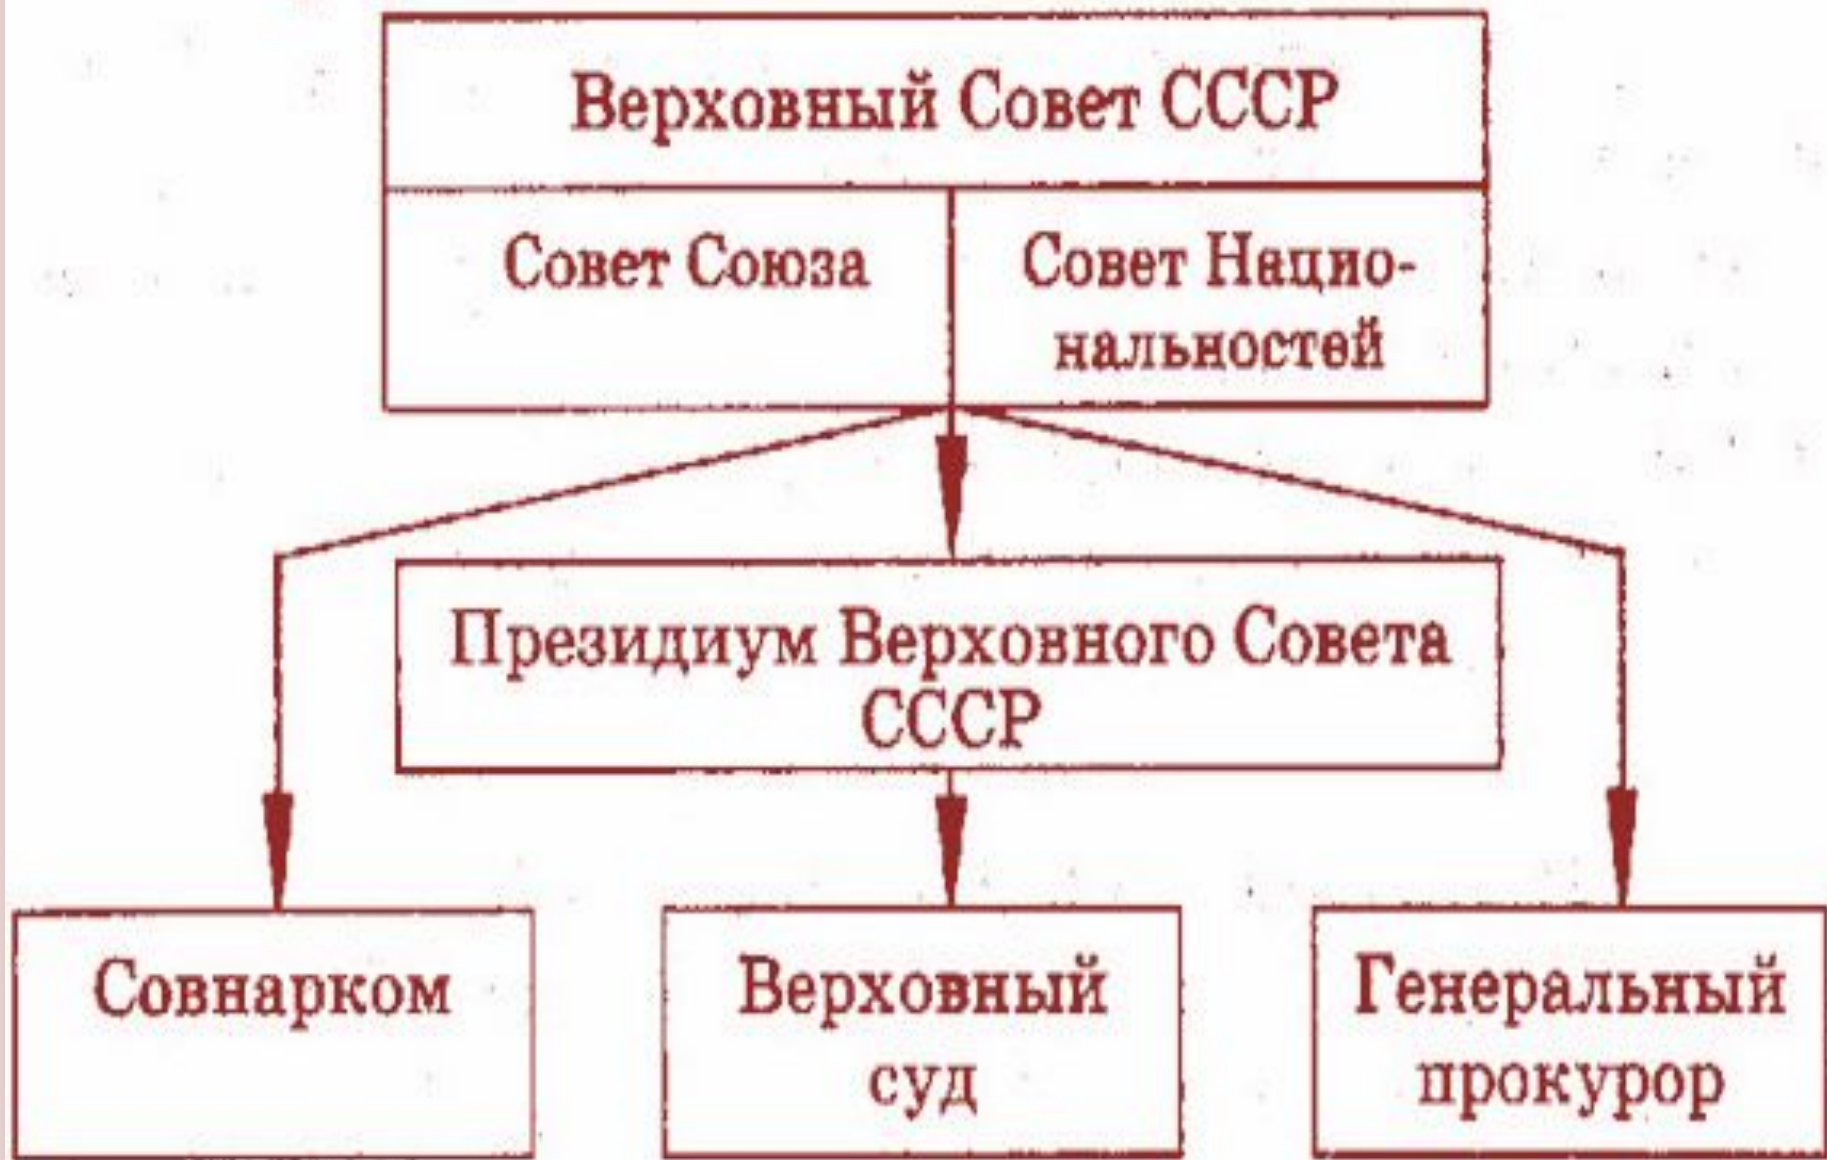 Верховный Совет СССР
Совет Союза
Совет Нацио-
нальностей
Президиум Верховного Совета
СССР
Совнарком
Верховный
суд
Генеральный
прокурор